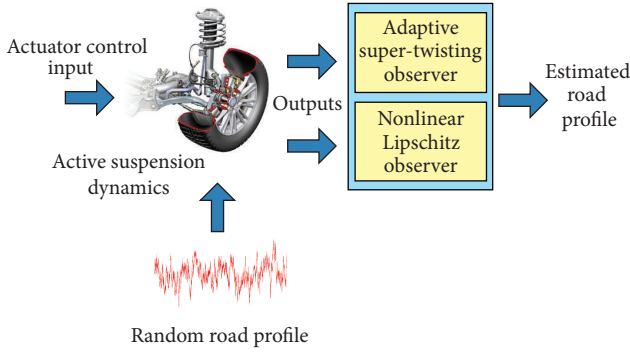 Actuator control
input
Active suspension
dynamics
Outputs
Adaptive
super-twisting
observer
Nonlinear
Lipschitz
observer
Estimated
road
profile
Random road profile